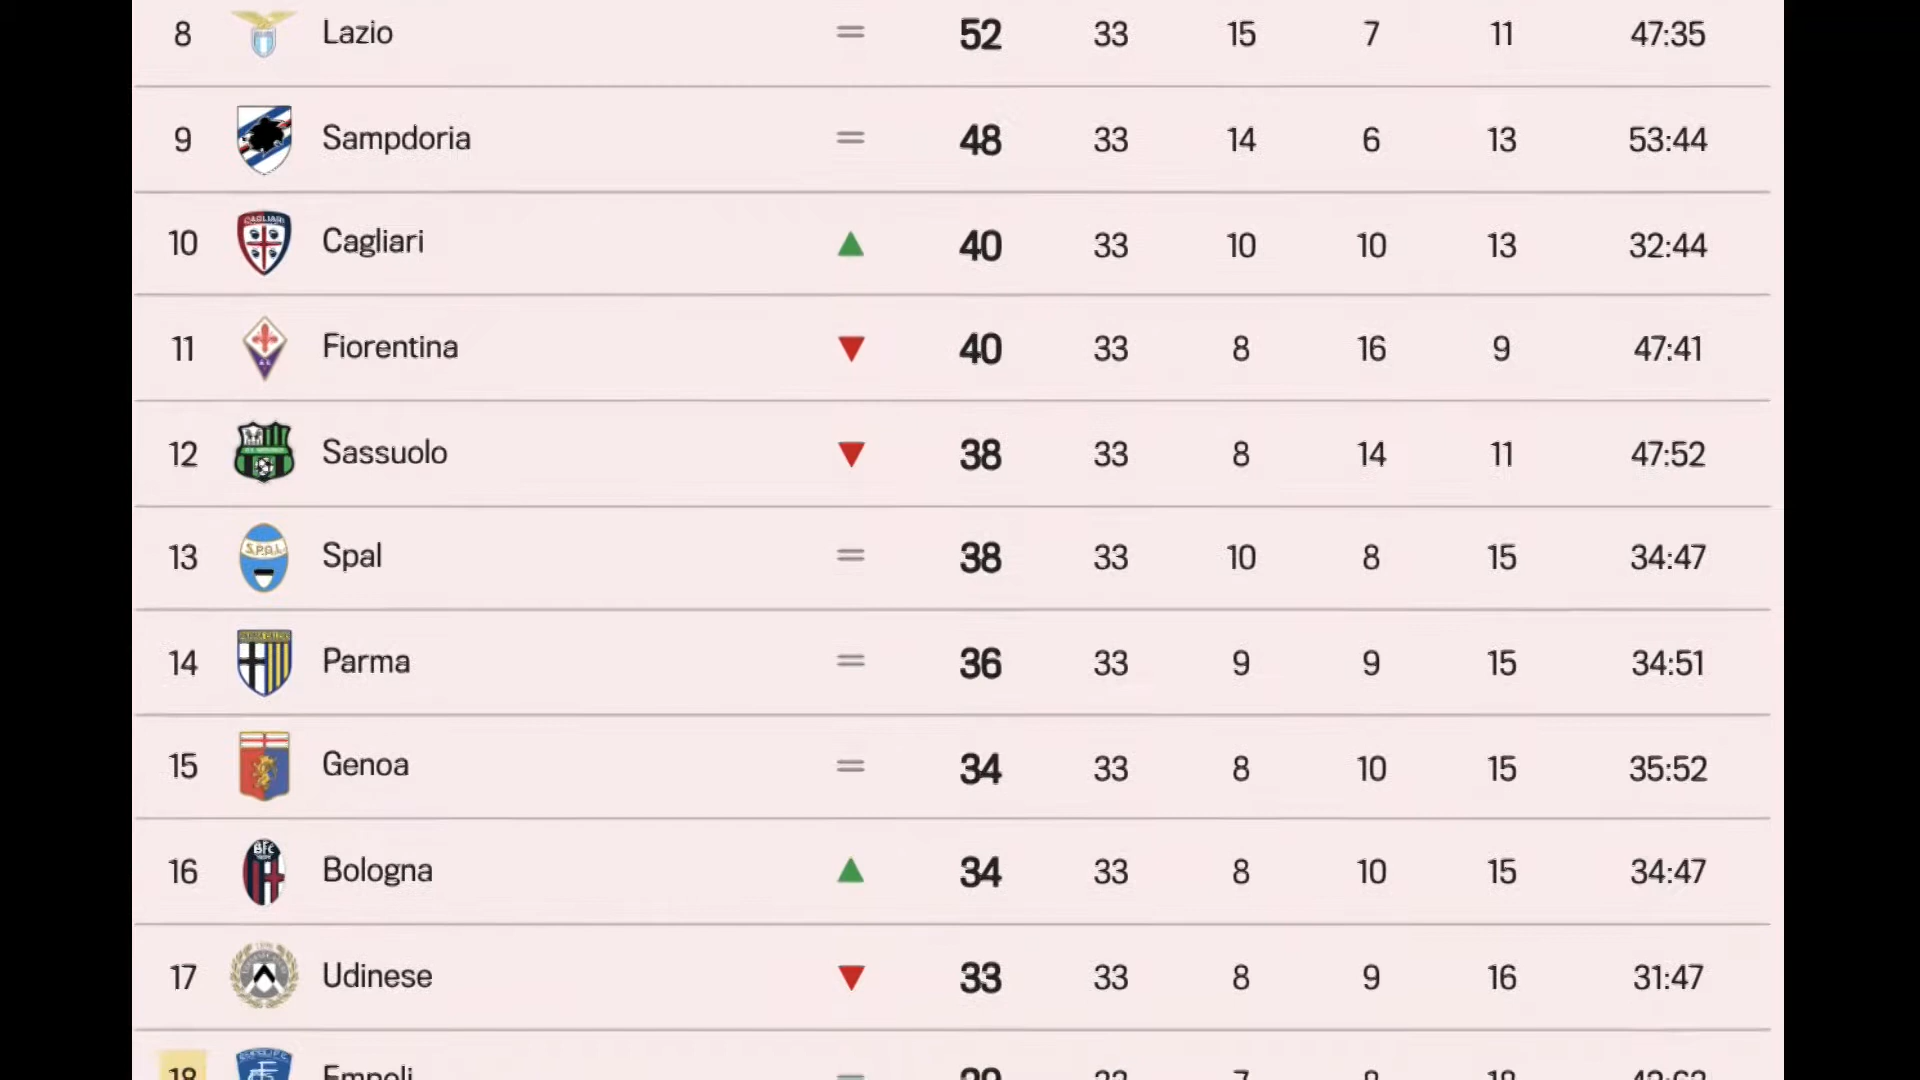 8 Lazio = 52 33 15 7 11 47:35
9 Sampdoria = 48 33 14 6 13 53:44
10 Cagliari 40 33 10 10 13 32:44
11 Fiorentina 40 33 8 16 9 47:41
12 Sassuolo 38 33 8 14 11 47:52
13 Spal = 38 33 10 8 15 34:47
14 Parma = 36 33 9 9 15 34:51
15 Genoa = 34 33 8 10 15 35:52
16 Bologna 34 33 8 10 15 34:47
17 Udinese 33 33 8 9 16 31:47
18 Empoli